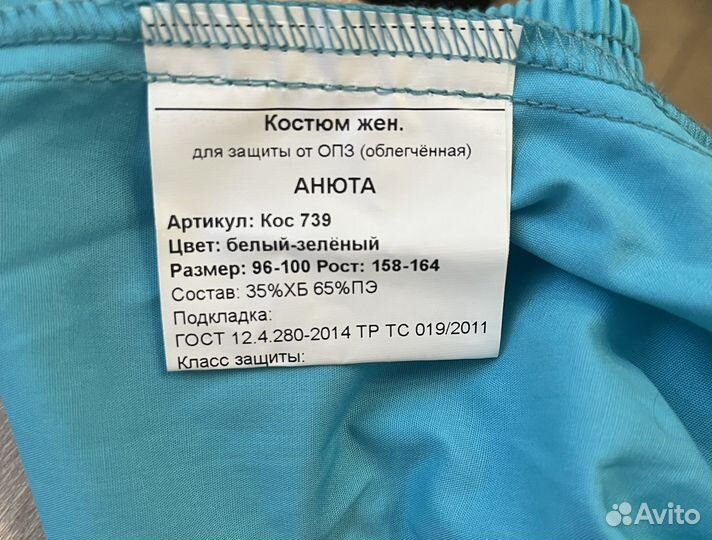 Костюм жен.
для защиты от ОПЗ (облегчённая)
АНЮТА
Артикул: Кос 739
Цвет: белый-зелёный
Размер: 96-100 Рост: 158-164
Состав: 35%ХБ 65%ПЭ
Подкладка:
ГОСТ 12.4.280-2014 ТР ТС 019/2011
Класс защиты:
Avito